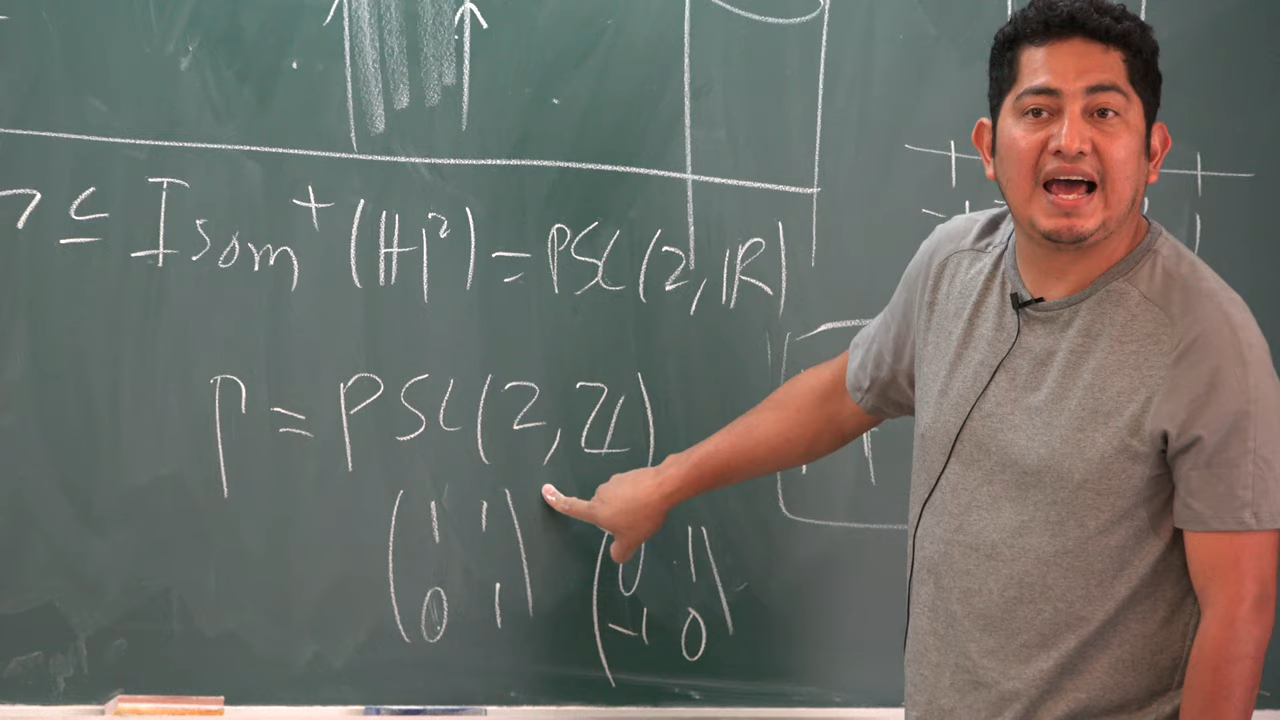 Γ ≤ Isom⁺(ℍ²) = PSL(2, ℝ)
Γ = PSL(2, ℤ)
(1 1) (0 1)
(0 1) (-1 0)